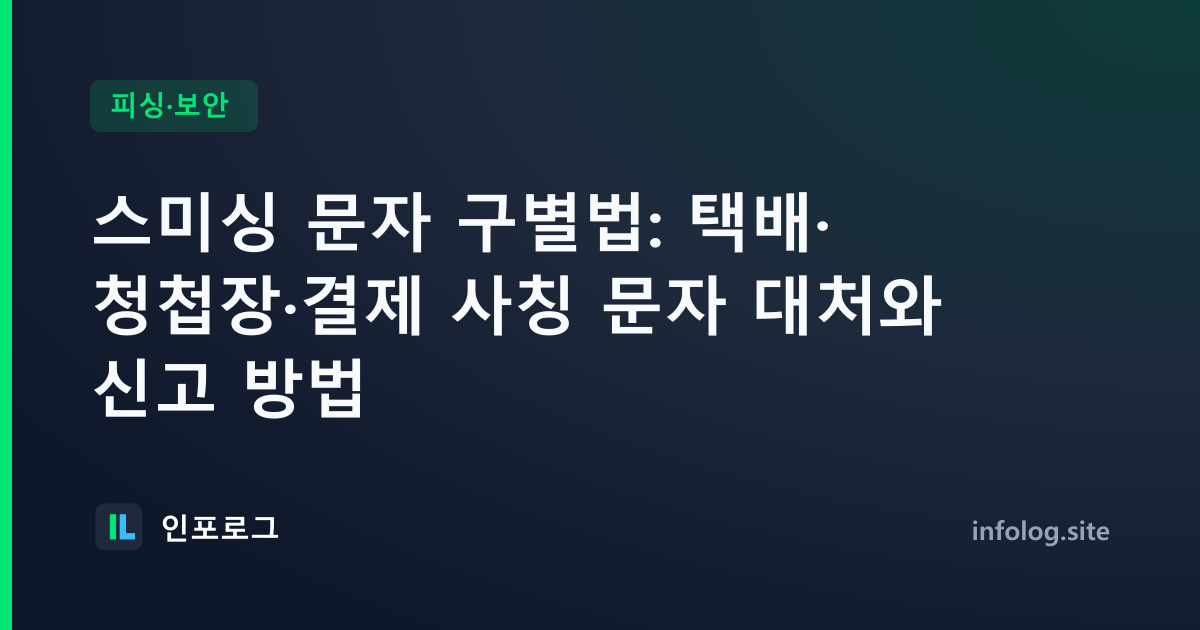 피싱·보안
스미싱 문자 구별법: 택배·
청첩장·결제 사칭 문자 대처와
신고 방법
IL 인포로그
infolog.site